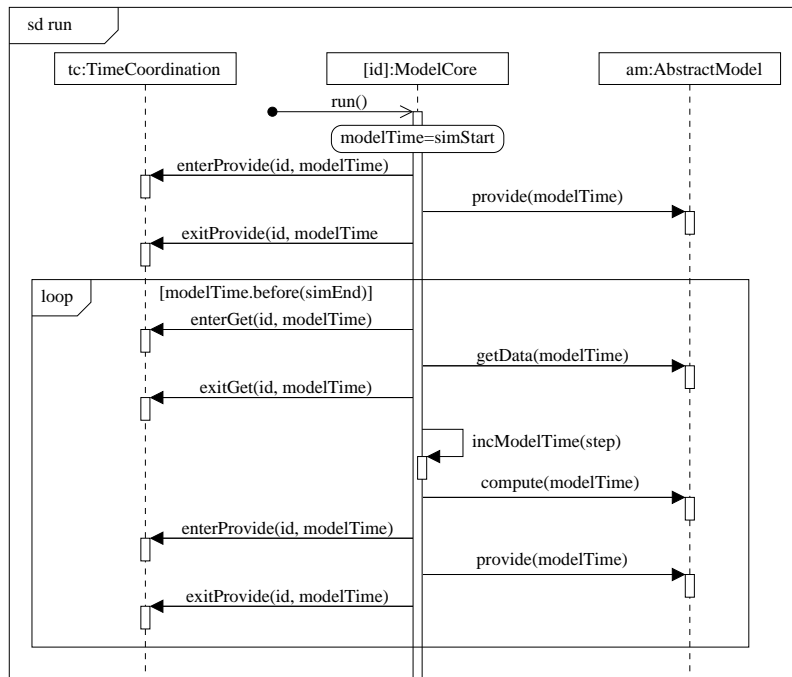 sd run
tc:TimeCoordination
[id]:ModelCore
am:AbstractModel
run()
modelTime=simStart
enterProvide(id, modelTime)
provide(modelTime)
exitProvide(id, modelTime
loop
[modelTime.before(simEnd)]
enterGet(id, modelTime)
getData(modelTime)
exitGet(id, modelTime)
incModelTime(step)
compute(modelTime)
enterProvide(id, modelTime)
provide(modelTime)
exitProvide(id, modelTime)